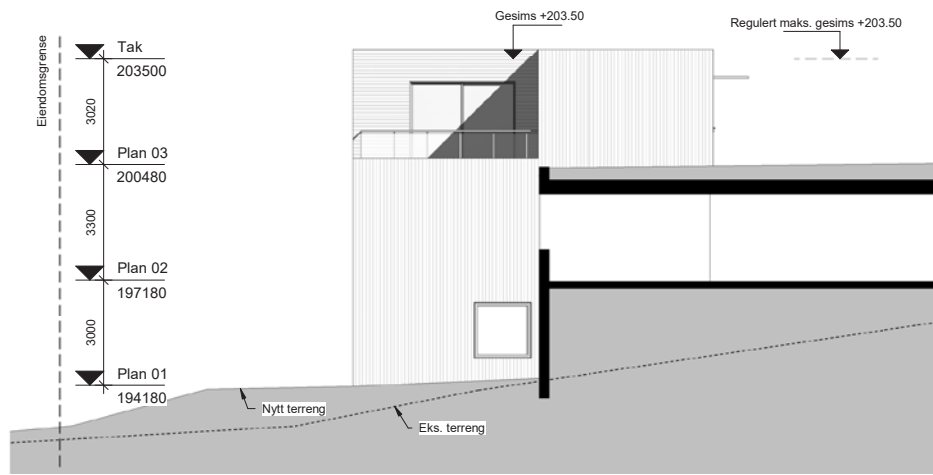 Gesims +203.50
Regulert maks. gesims +203.50
Eiendomsgrense
Tak
203500
3020
Plan 03
200480
3300
Plan 02
197180
3000
Plan 01
194180
Nytt terreng
Eks. terreng